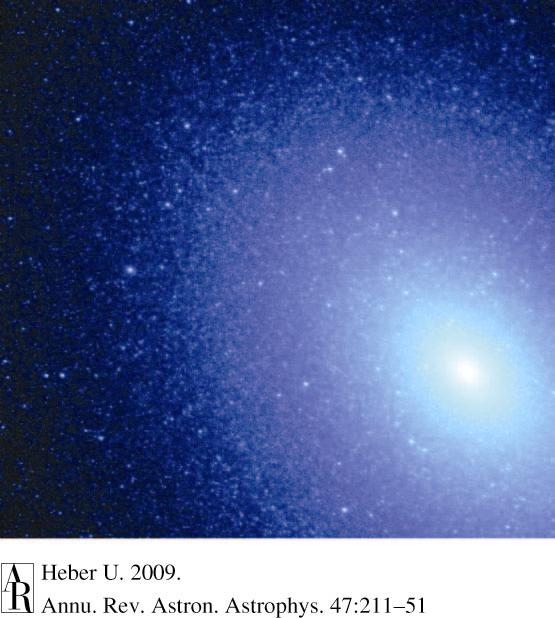 AR
Heber U. 2009.
Annu. Rev. Astron. Astrophys. 47:211–51